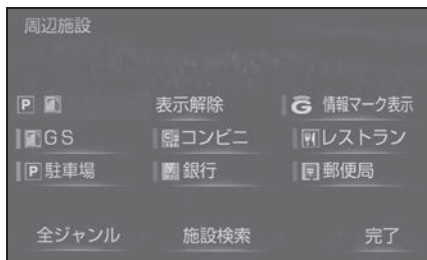 周辺施設
P 表示解除 G 情報マーク表示
GS コンビニ レストラン
P 駐車場 銀行 郵便局
全ジャンル 施設検索 完了